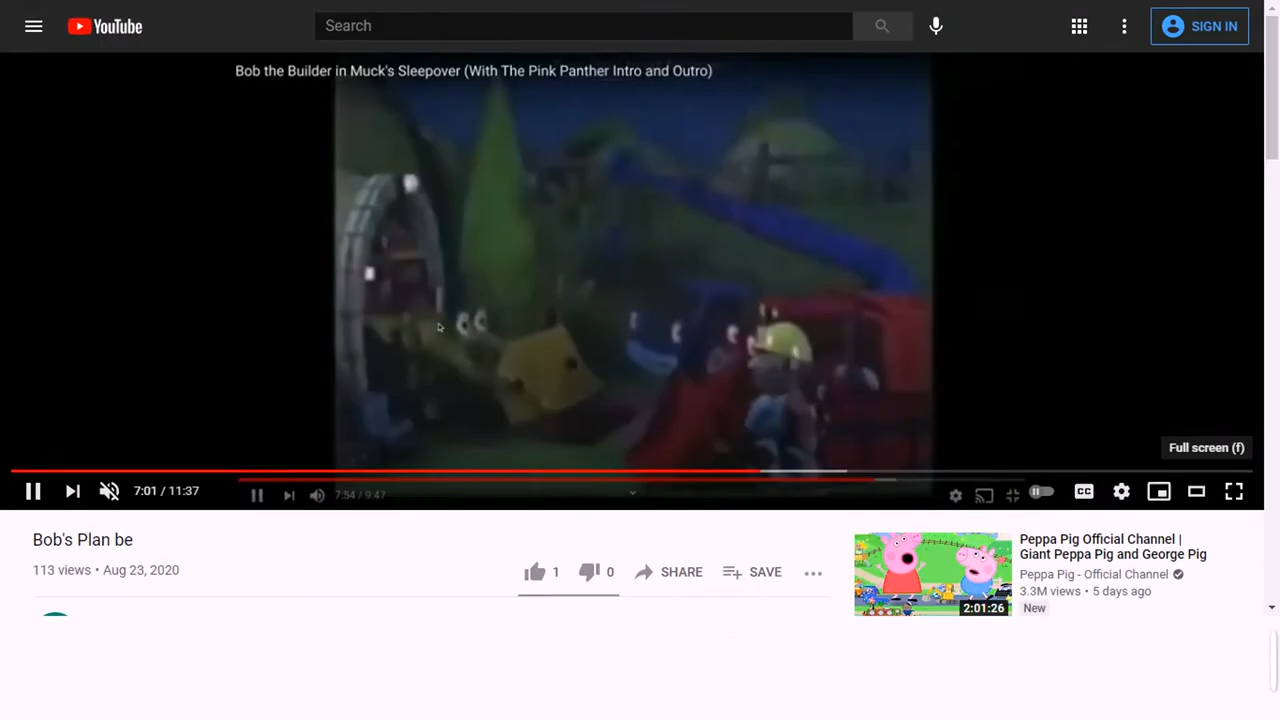 YouTube
Search
SIGN IN
Bob the Builder in Muck's Sleepover (With The Pink Panther Intro and Outro)
Full screen (f)
7:01 / 11:37
7:54 / 9:47
CC
Bob's Plan be
113 views • Aug 23, 2020
1
0
SHARE
SAVE
2:01:26
Peppa Pig Official Channel |
Giant Peppa Pig and George Pig
Peppa Pig - Official Channel
3.3M views • 5 days ago
New